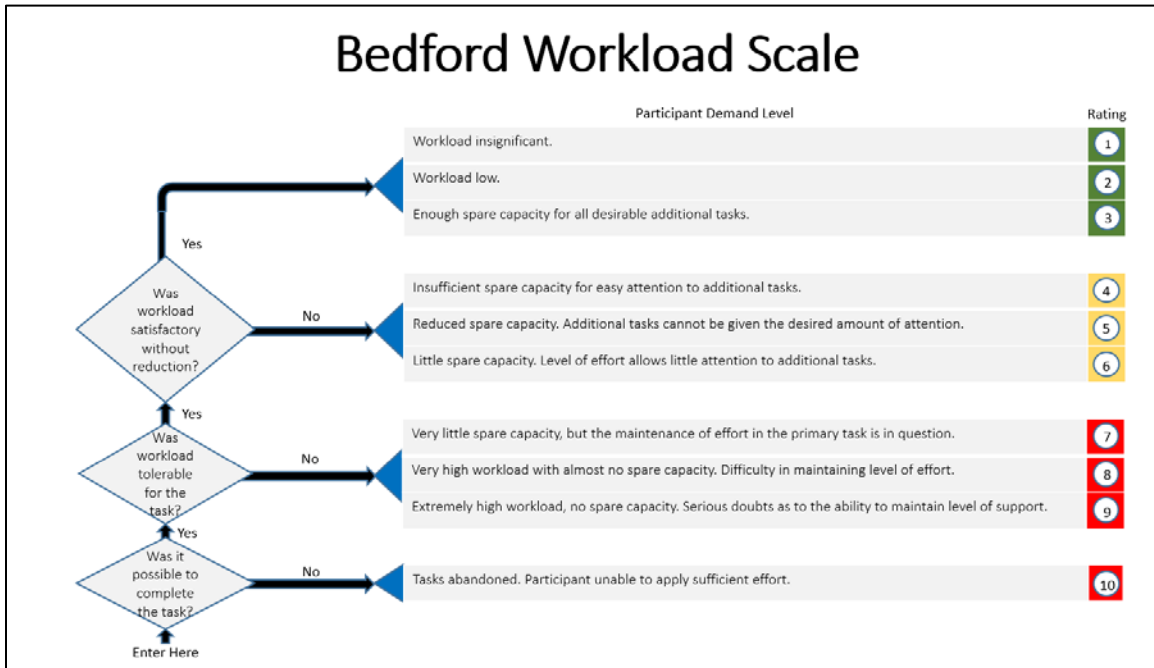 Bedford Workload Scale
Participant Demand Level
Rating
Workload insignificant.
1
Workload low.
2
Enough spare capacity for all desirable additional tasks.
3
Yes
Was
workload
satisfactory
without
reduction?
No
Insufficient spare capacity for easy attention to additional tasks.
4
Reduced spare capacity. Additional tasks cannot be given the desired amount of attention.
5
Little spare capacity. Level of effort allows little attention to additional tasks.
6
Yes
Was
workload
tolerable
for the
task?
No
Very little spare capacity, but the maintenance of effort in the primary task is in question.
7
Very high workload with almost no spare capacity. Difficulty in maintaining level of effort.
8
Extremely high workload, no spare capacity. Serious doubts as to the ability to maintain level of support.
9
Yes
Was it
possible to
complete
the task?
No
Tasks abandoned. Participant unable to apply sufficient effort.
10
Enter Here